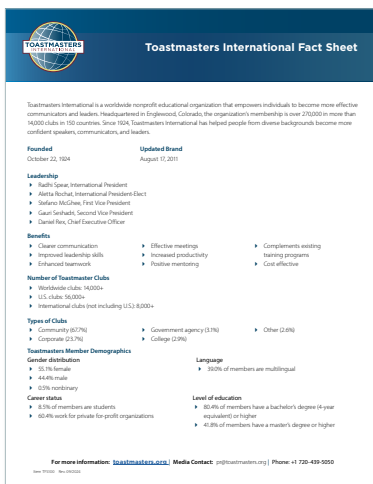 TOASTMASTERS
INTERNATIONAL
Toastmasters International Fact Sheet
Toastmasters International is a worldwide nonprofit educational organization that empowers individuals to become more effective
communicators and leaders. Headquartered in Englewood, Colorado, the organization's membership is over 270,000 in more than
14,000 clubs in 150 countries. Since 1924, Toastmasters International has helped people from diverse backgrounds become more
confident speakers, communicators, and leaders.
Founded
October 22, 1924
Updated Brand
August 17, 2011
Leadership
Radhi Spear, International President
Aletta Rochat, International President-Elect
Stefano McGhee, First Vice President
Gauri Seshadri, Second Vice President
Daniel Rex, Chief Executive Officer
Benefits
Clearer communication
Improved leadership skills
Enhanced teamwork
Effective meetings
Increased productivity
Positive mentoring
Complements existing
training programs
Cost effective
Number of Toastmaster Clubs
Worldwide clubs: 14,000+
U.S. clubs: 56,000+
International clubs (not including U.S.): 8,000+
Types of Clubs
Community (67.7%)
Corporate (23.7%)
Government agency (3.1%)
College (2.9%)
Other (2.6%)
Toastmasters Member Demographics
Gender distribution
55.1% female
44.4% male
0.5% nonbinary
Language
39.0% of members are multilingual
Career status
8.5% of members are students
60.4% work for private for-profit organizations
Level of education
80.4% of members have a bachelor's degree (4-year
equivalent) or higher
41.8% of members have a master's degree or higher
For more information: toastmasters.org | Media Contact: pr@toastmasters.org | Phone: +1 720-439-5050